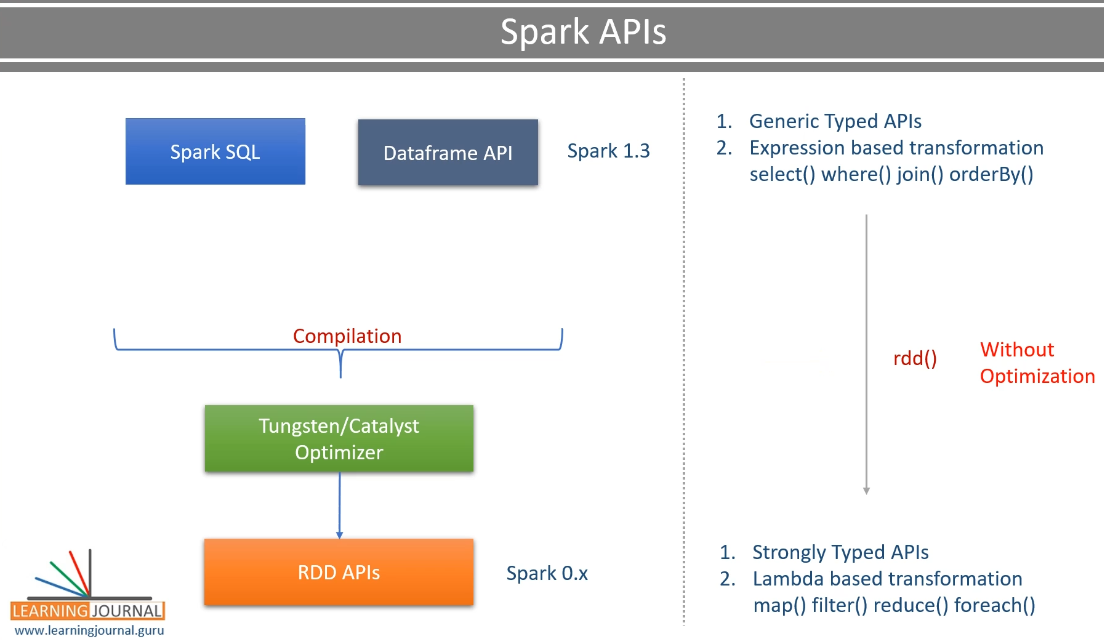 Spark APIs
Spark SQL
Dataframe API
Spark 1.3
1. Generic Typed APIs
2. Expression based transformation
select() where() join() orderBy()
Compilation
rdd()
Without
Optimization
Tungsten/Catalyst
Optimizer
RDD APIs
Spark 0.x
1. Strongly Typed APIs
2. Lambda based transformation
map() filter() reduce() foreach()
LEARNING JOURNAL
www.learningjournal.guru